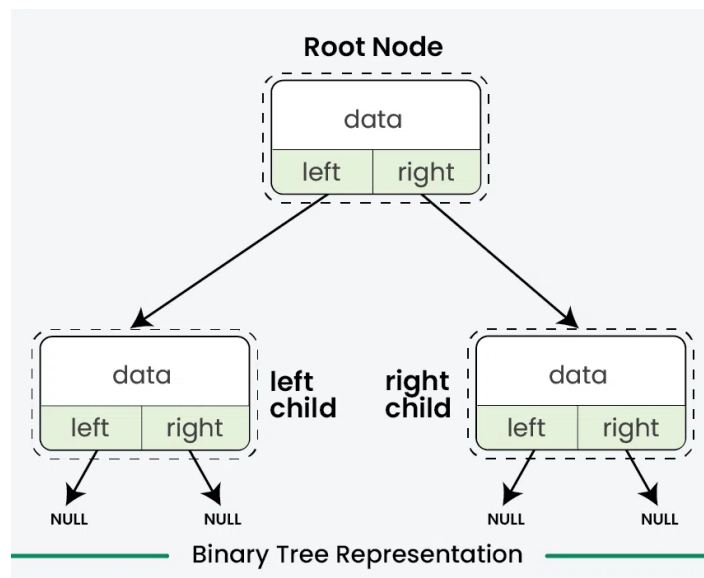 Root Node
data
left right
data
left right
left
child
right
child
data
left right
NULL NULL NULL NULL
Binary Tree Representation